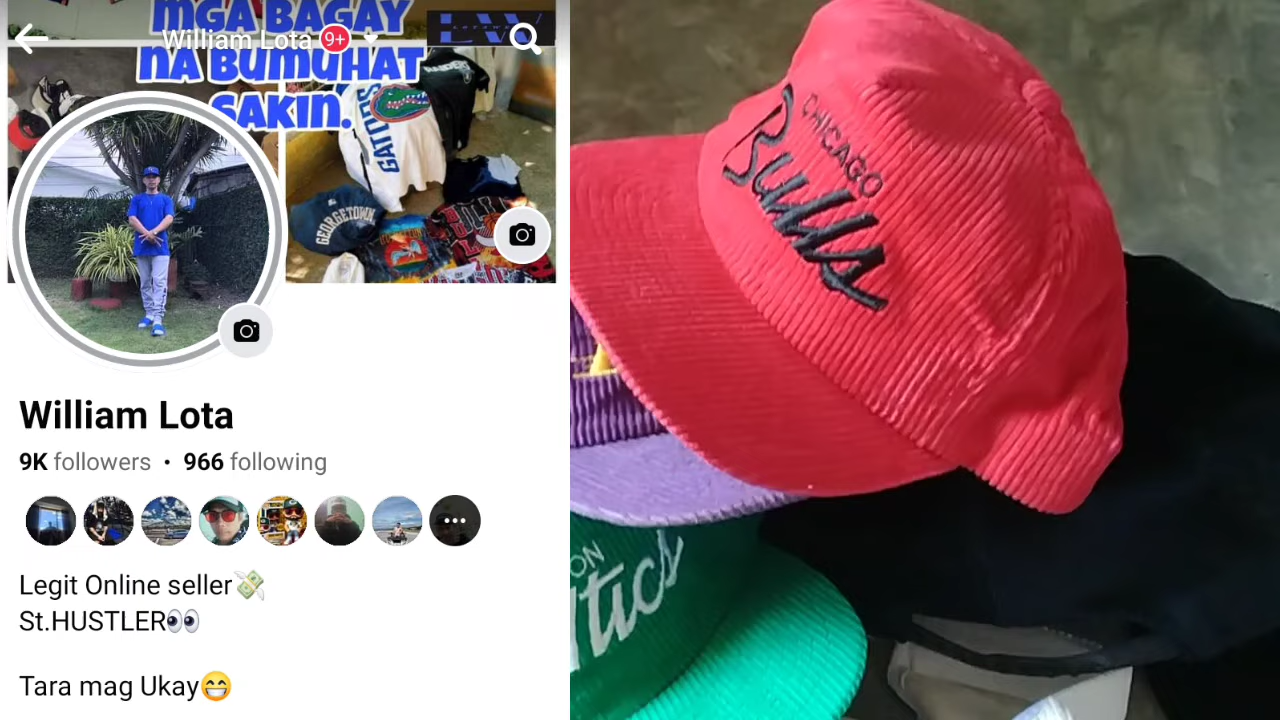 MGA BAGAY
William Lota 9+
NA BUMUHAT
SAKIN.
GATORS
GEORGETOWN
William Lota
9K followers • 966 following
Legit Online seller💸
St.HUSTLER👀
Tara mag Ukay😁
CHICAGO
Bulls
ON
ltics